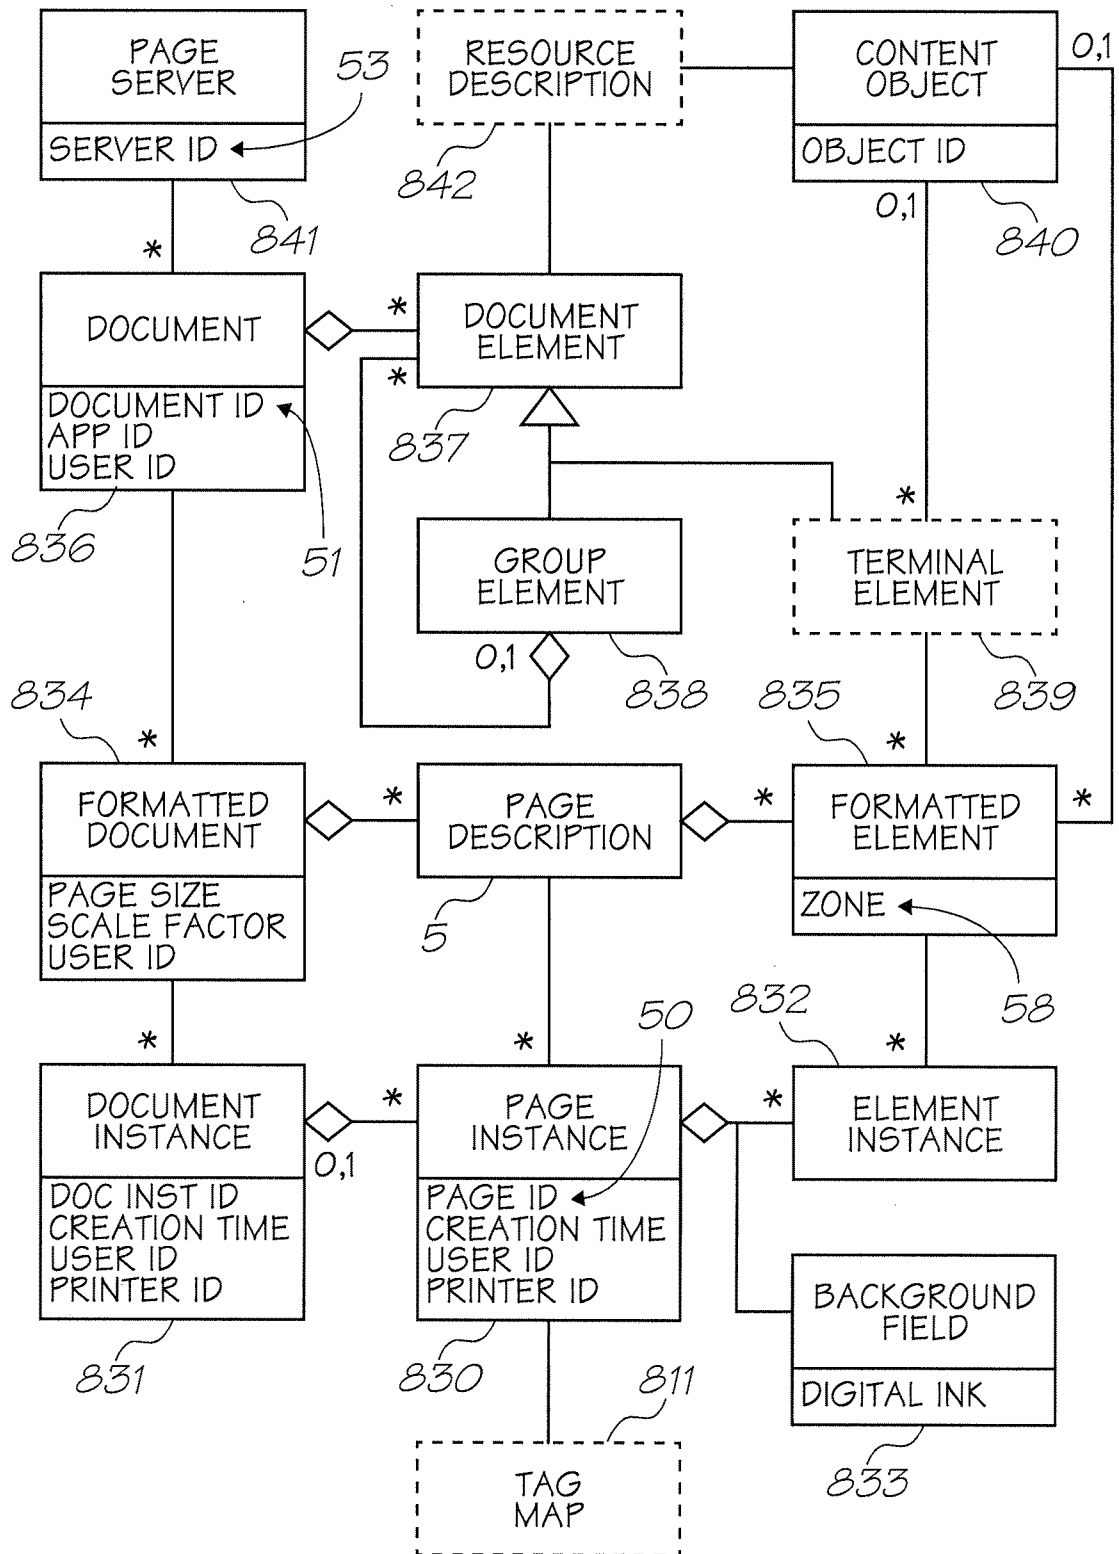 PAGE
SERVER
SERVER ID
53
841
RESOURCE
DESCRIPTION
842
CONTENT
OBJECT
OBJECT ID
840
0,1
0,1
*
DOCUMENT
DOCUMENT ID
APP ID
USER ID
836
51
*
*
DOCUMENT
ELEMENT
837
GROUP
ELEMENT
0,1
838
*
TERMINAL
ELEMENT
839
834
*
FORMATTED
DOCUMENT
PAGE SIZE
SCALE FACTOR
USER ID
*
PAGE
DESCRIPTION
5
835
*
*
*
FORMATTED
ELEMENT
ZONE
58
*
DOCUMENT
INSTANCE
0,1
DOC INST ID
CREATION TIME
USER ID
PRINTER ID
831
*
*
50
PAGE
INSTANCE
PAGE ID
CREATION TIME
USER ID
PRINTER ID
830
832
*
*
ELEMENT
INSTANCE
BACKGROUND
FIELD
DIGITAL INK
833
811
TAG
MAP